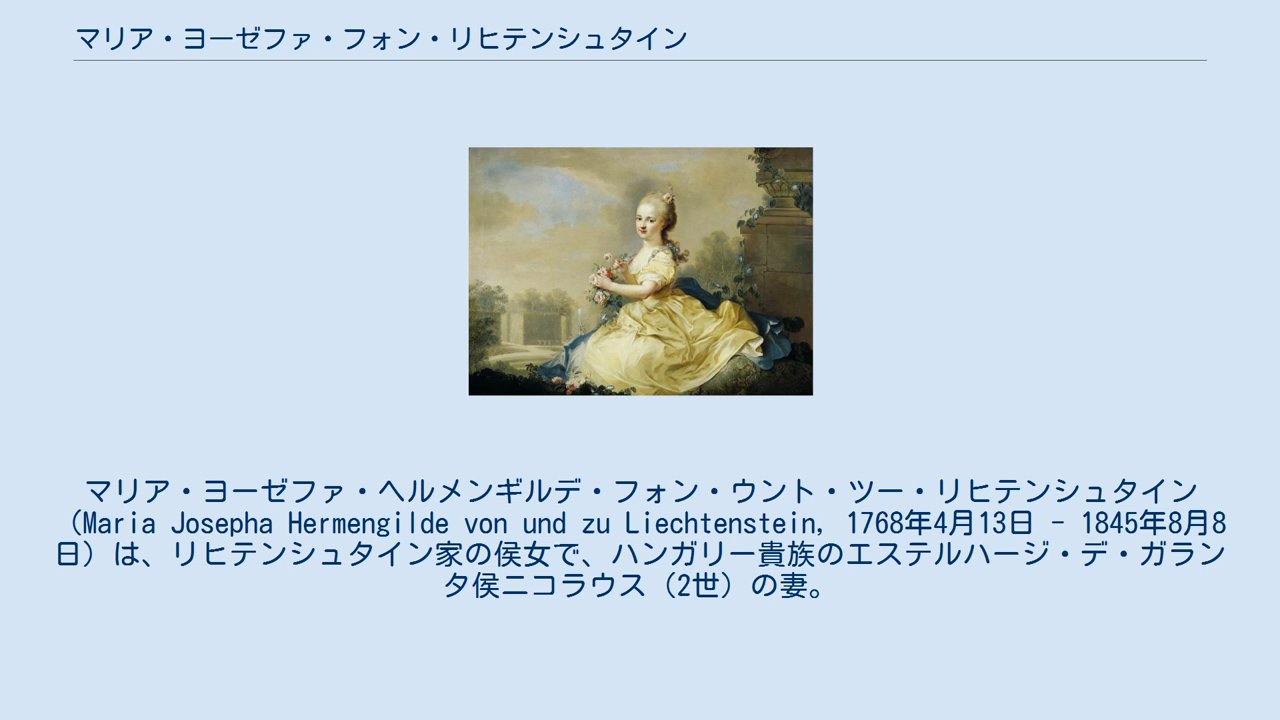 マリア・ヨーゼファ・フォン・リヒテンシュタイン
マリア・ヨーゼファ・ヘルメンギルデ・フォン・ウント・ツー・リヒテンシュタイン
（Maria Josepha Hermengilde von und zu Liechtenstein, 1768年4月13日 - 1845年8月8
日）は、リヒテンシュタイン家の侯女で、ハンガリー貴族のエステルハージ・デ・ガラン
タ侯ニコラウス（2世）の妻。